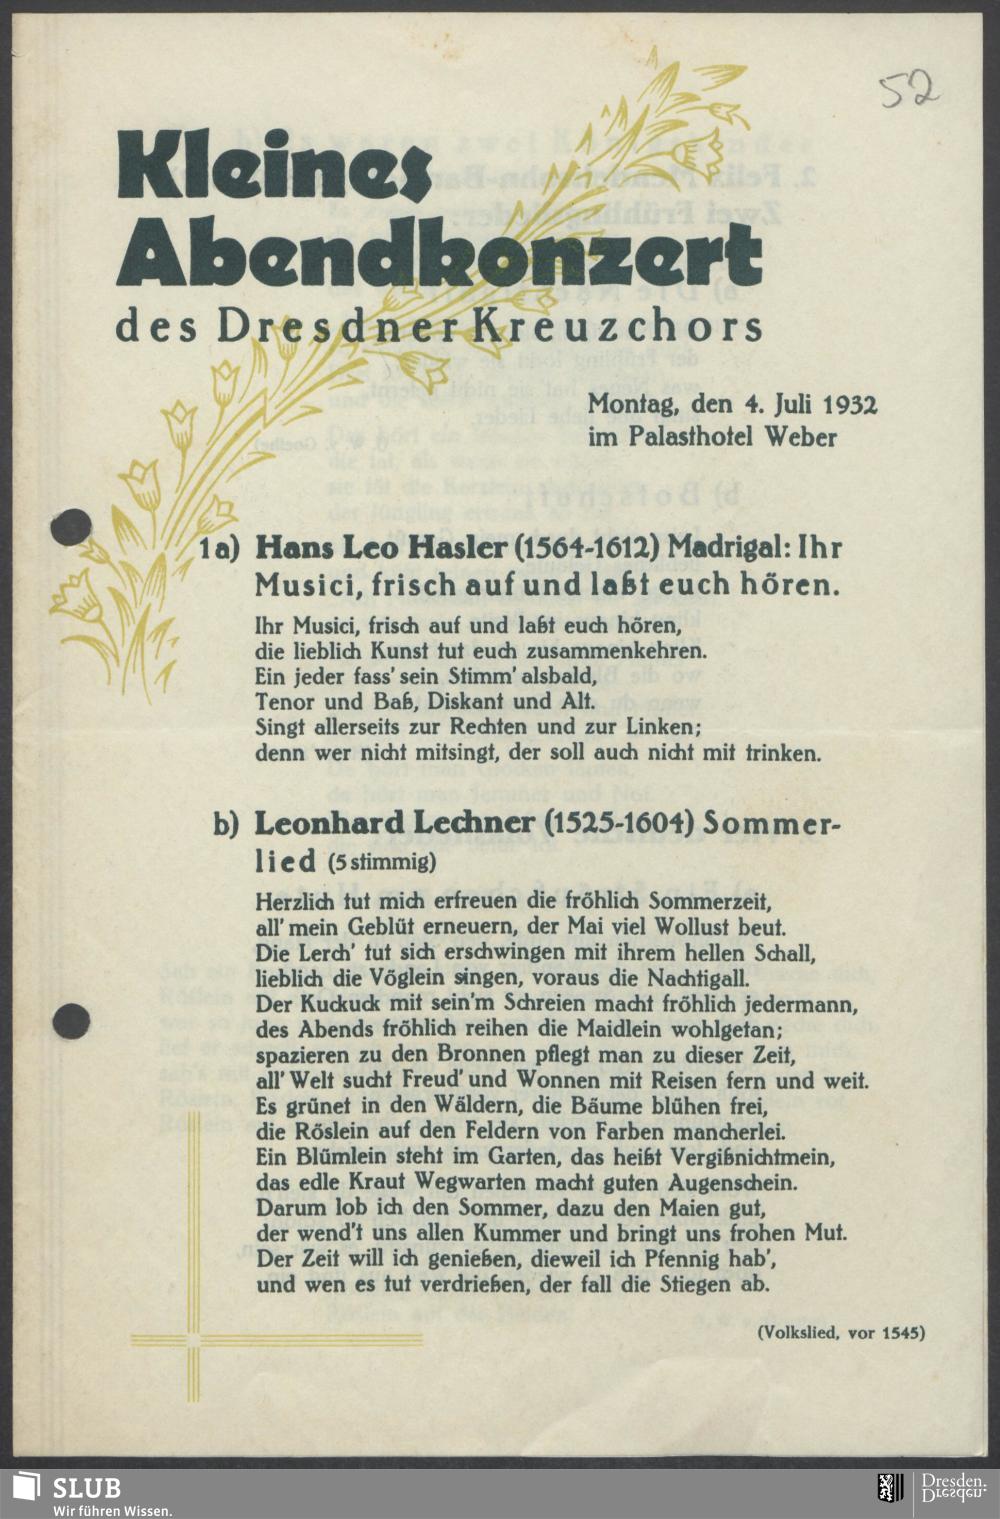 52
Kleines
Abendkonzert
des Dresdner Kreuzchors
Montag, den 4. Juli 1932
im Palasthotel Weber
1a) Hans Leo Hasler (1564-1612) Madrigal: Ihr
Musici, frisch auf und laßt euch hören.
Ihr Musici, frisch auf und laßt euch hören,
die lieblich Kunst tut euch zusammenkehren.
Ein jeder fass' sein Stimm' alsbald,
Tenor und Baß, Diskant und Alt.
Singt allerseits zur Rechten und zur Linken;
denn wer nicht mitsingt, der soll auch nicht mit trinken.
b) Leonhard Lechner (1525-1604) Sommer-
lied (5 stimmig)
Herzlich tut mich erfreuen die fröhlich Sommerzeit,
all' mein Geblüt erneuern, der Mai viel Wollust beut.
Die Lerch' tut sich erschwingen mit ihrem hellen Schall,
lieblich die Vöglein singen, voraus die Nachtigall.
Der Kuckuck mit sein'm Schreien macht fröhlich jedermann,
des Abends fröhlich reihen die Maidlein wohlgetan;
spazieren zu den Bronnen pflegt man zu dieser Zeit,
all' Welt sucht Freud' und Wonnen mit Reisen fern und weit.
Es grünet in den Wäldern, die Bäume blühen frei,
die Röslein auf den Feldern von Farben mancherlei.
Ein Blümlein steht im Garten, das heißt Vergißnichtmein,
das edle Kraut Wegwarten macht guten Augenschein.
Darum lob ich den Sommer, dazu den Maien gut,
der wend't uns allen Kummer und bringt uns frohen Mut.
Der Zeit will ich genießen, dieweil ich Pfennig hab',
und wen es tut verdrießen, der fall die Stiegen ab.
(Volkslied, vor 1545)
SLUB
Wir führen Wissen.
Dresden.
Dresden.